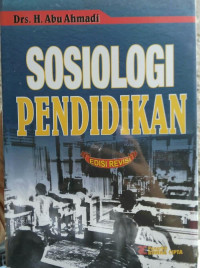 Drs. H. Abu Ahmadi
SOSIOLOGI
PENDIDIKAN
EDISI REVISI